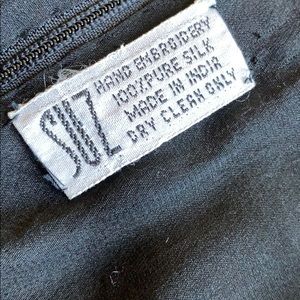 SUZ
HAND EMBROIDERY
100% PURE SILK
MADE IN INDIA
DRY CLEAN ONLY